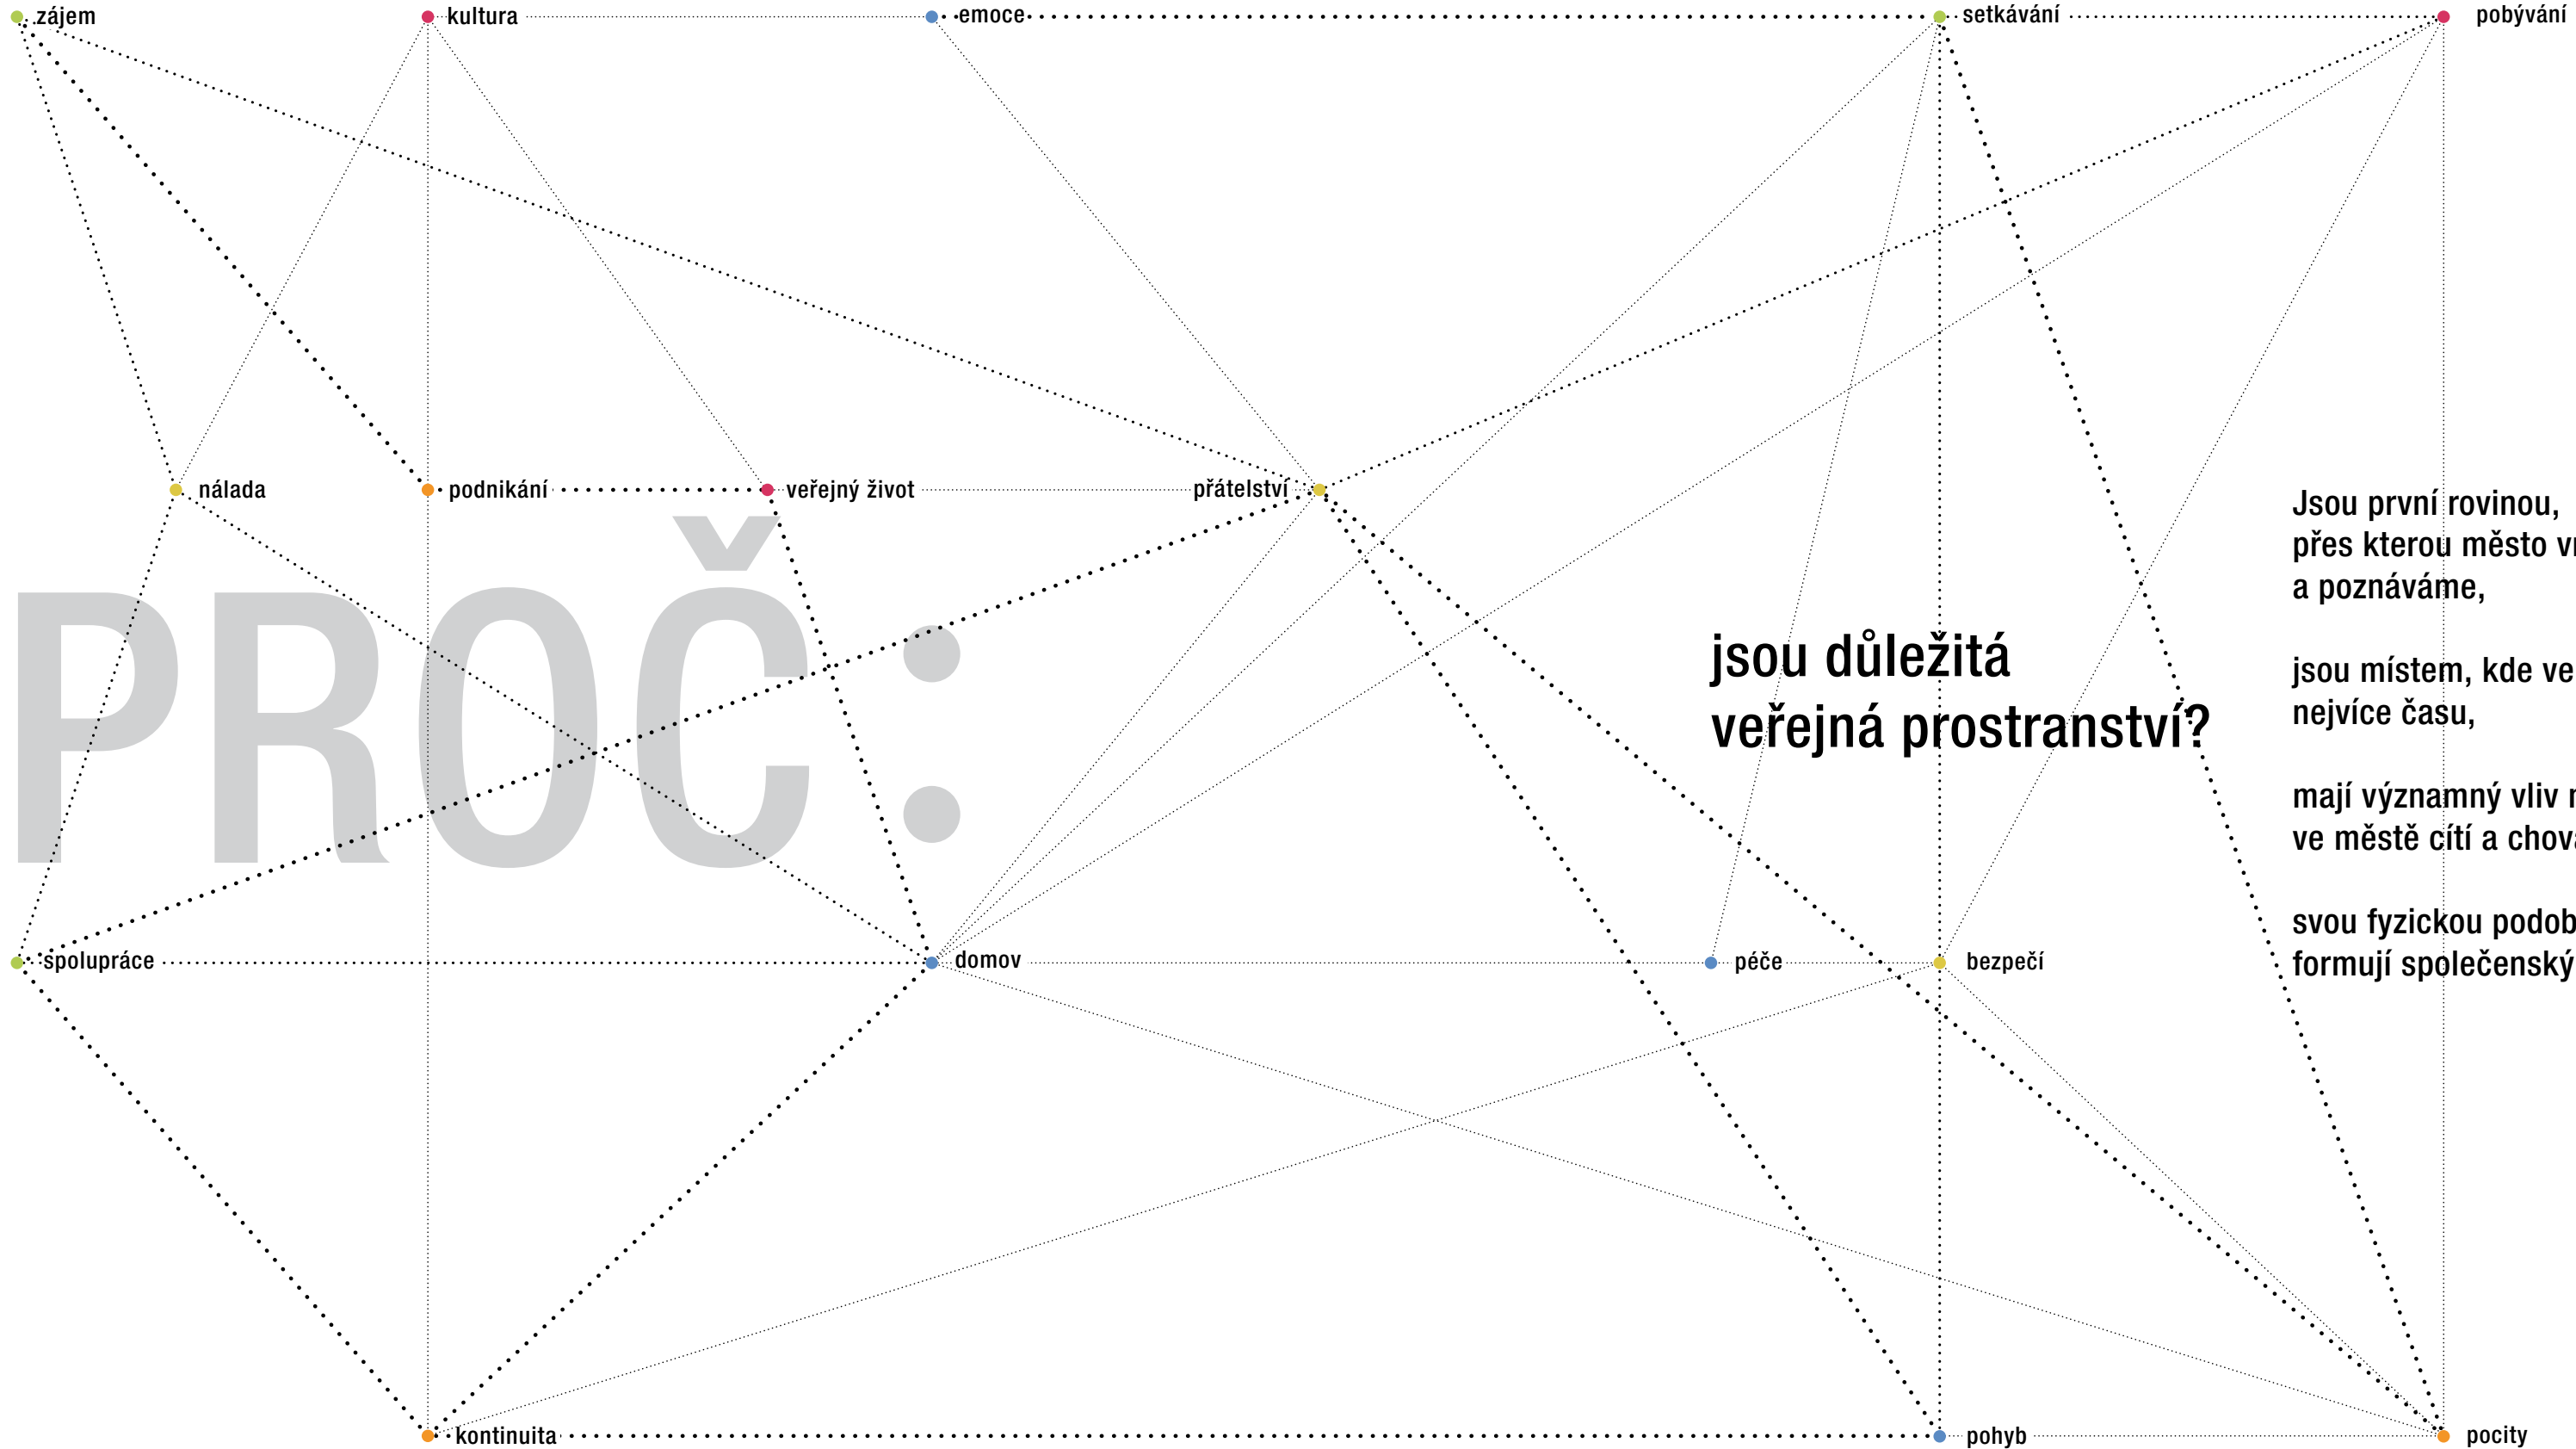 zájem
kultura
emoce
setkávání
pobývání
nálada
podnikání
veřejný život
přátelství
PROČ:
jsou důležitá
veřejná prostranství?
Jsou první rovinou,
přes kterou město
a poznáváme,
jsou místem, kde
nejvíce času,
mají významný vliv
ve městě cítí a
svou fyzickou
formují společenský
spolupráce
domov
péče
bezpečí
kontinuita
pohyb
pocity